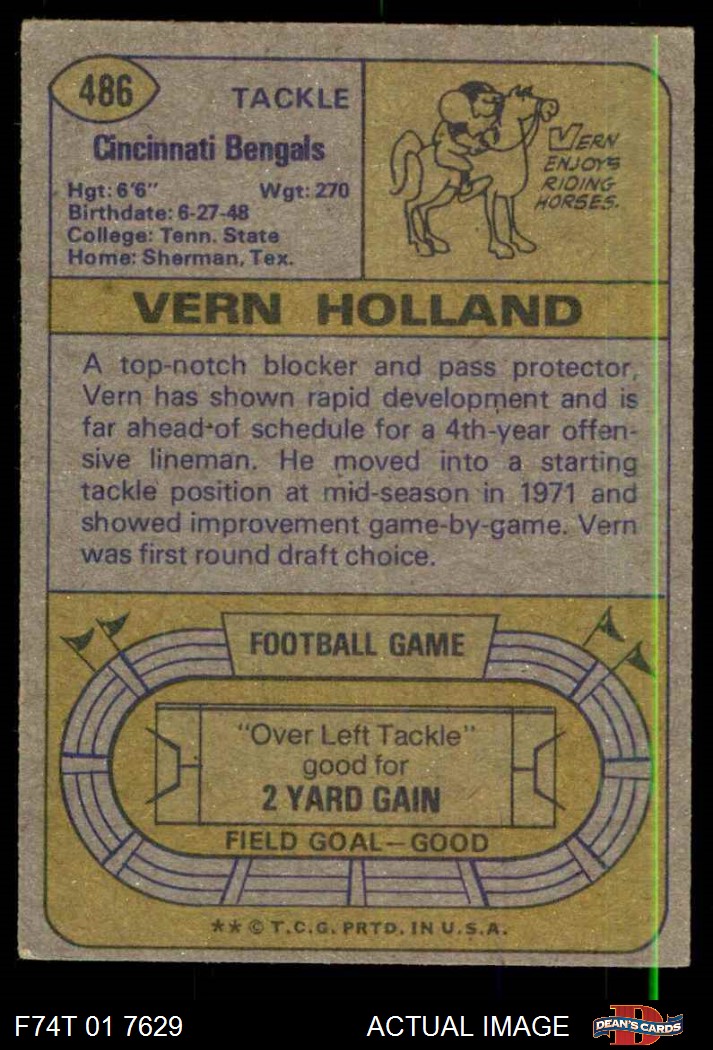 486
TACKLE
Cincinnati Bengals
Hgt: 6'6" Wgt: 270
Birthdate: 6-27-48
College: Tenn. State
Home: Sherman, Tex.
VERN
ENJOYS
RIDING
HORSES.
VERN HOLLAND
A top-notch blocker and pass protector,
Vern has shown rapid development and is
far ahead of schedule for a 4th-year offen-
sive lineman. He moved into a starting
tackle position at mid-season in 1971 and
showed improvement game-by-game. Vern
was first round draft choice.
FOOTBALL GAME
"Over Left Tackle"
good for
2 YARD GAIN
FIELD GOAL—GOOD
** © T.C.G. PRTD. IN U.S.A.
F74T 01 7629 ACTUAL IMAGE
D
DEAN'S CARDS